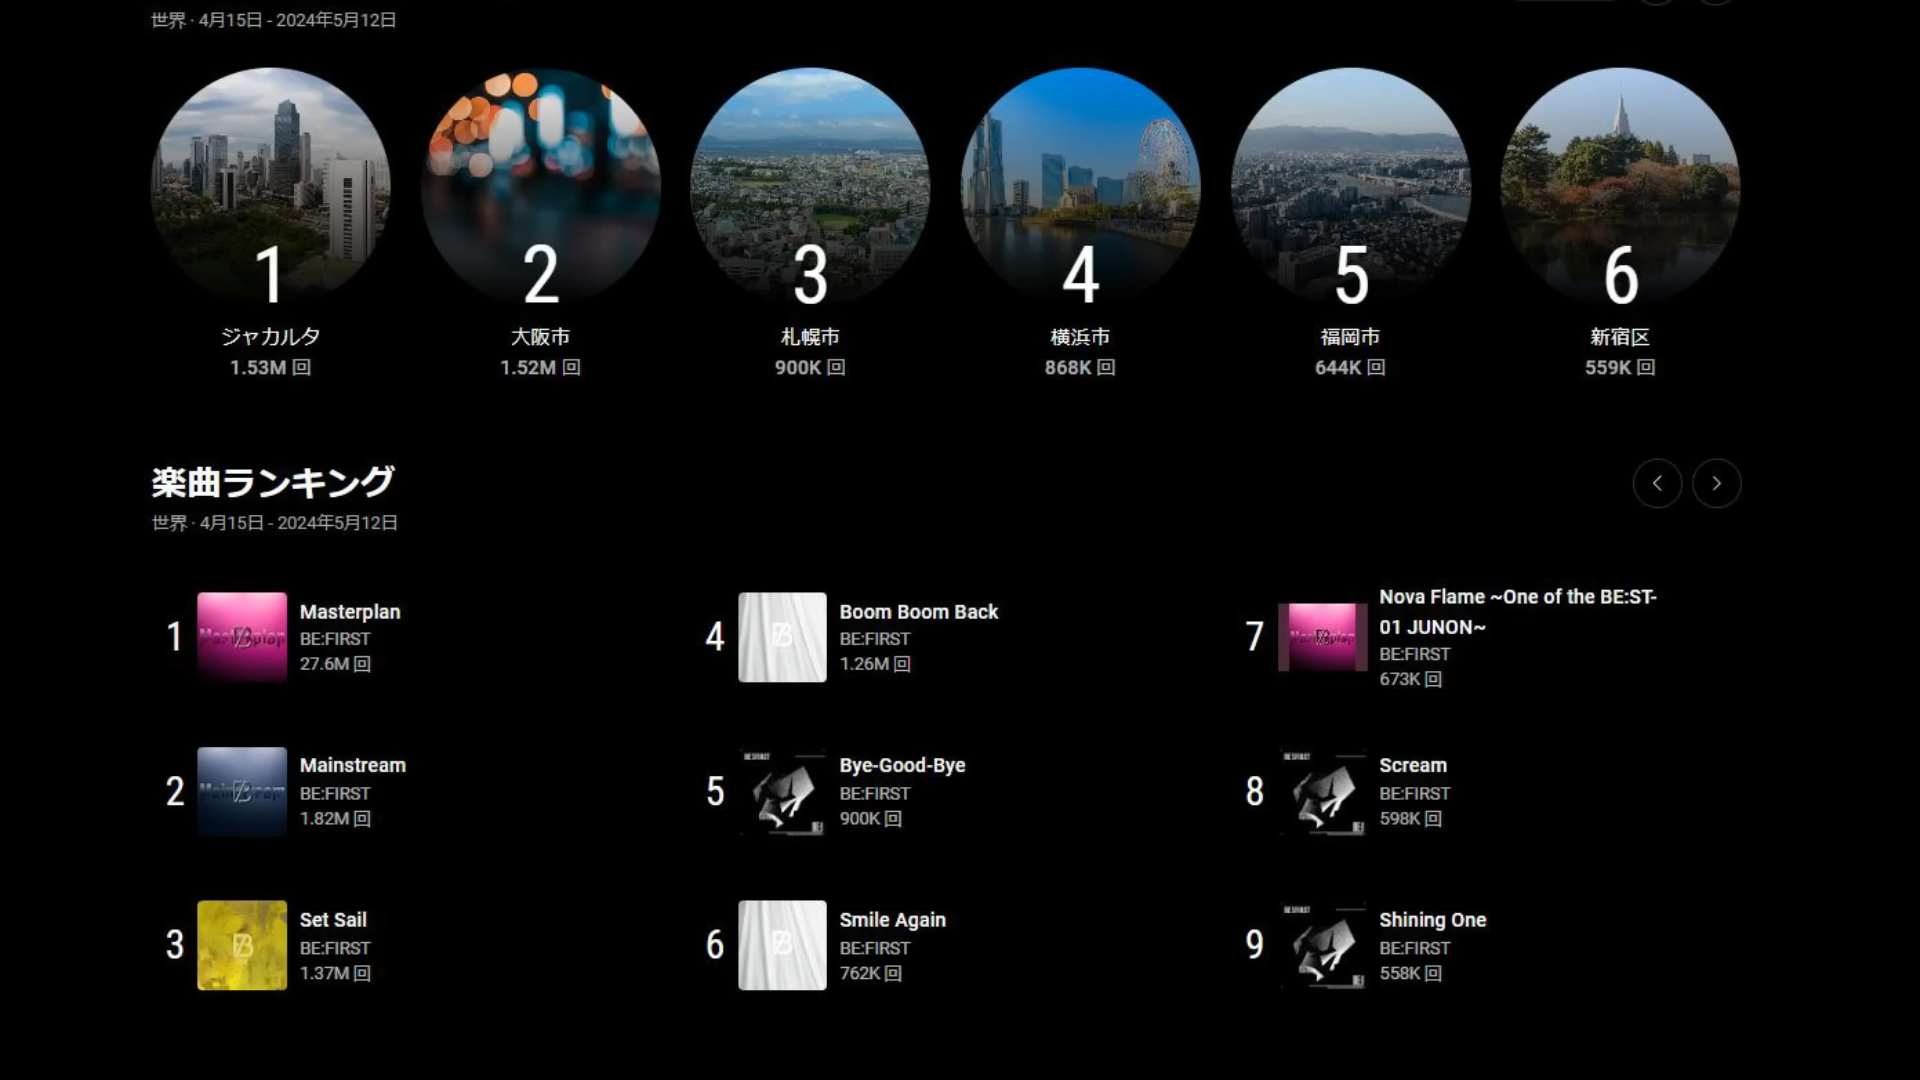 世界 · 4月15日 - 2024年5月12日
1
ジャカルタ
1.53M 回
2
大阪市
1.52M 回
3
札幌市
900K 回
4
横浜市
868K 回
5
福岡市
644K 回
6
新宿区
559K 回
楽曲ランキング
世界 · 4月15日 - 2024年5月12日
1
Masterplan
BE:FIRST
27.6M 回
2
Mainstream
BE:FIRST
1.82M 回
3
Set Sail
BE:FIRST
1.37M 回
4
Boom Boom Back
BE:FIRST
1.26M 回
5
Bye-Good-Bye
BE:FIRST
900K 回
6
Smile Again
BE:FIRST
762K 回
7
Nova Flame ~One of the BE:ST-
01 JUNON~
BE:FIRST
673K 回
8
Scream
BE:FIRST
598K 回
9
Shining One
BE:FIRST
558K 回